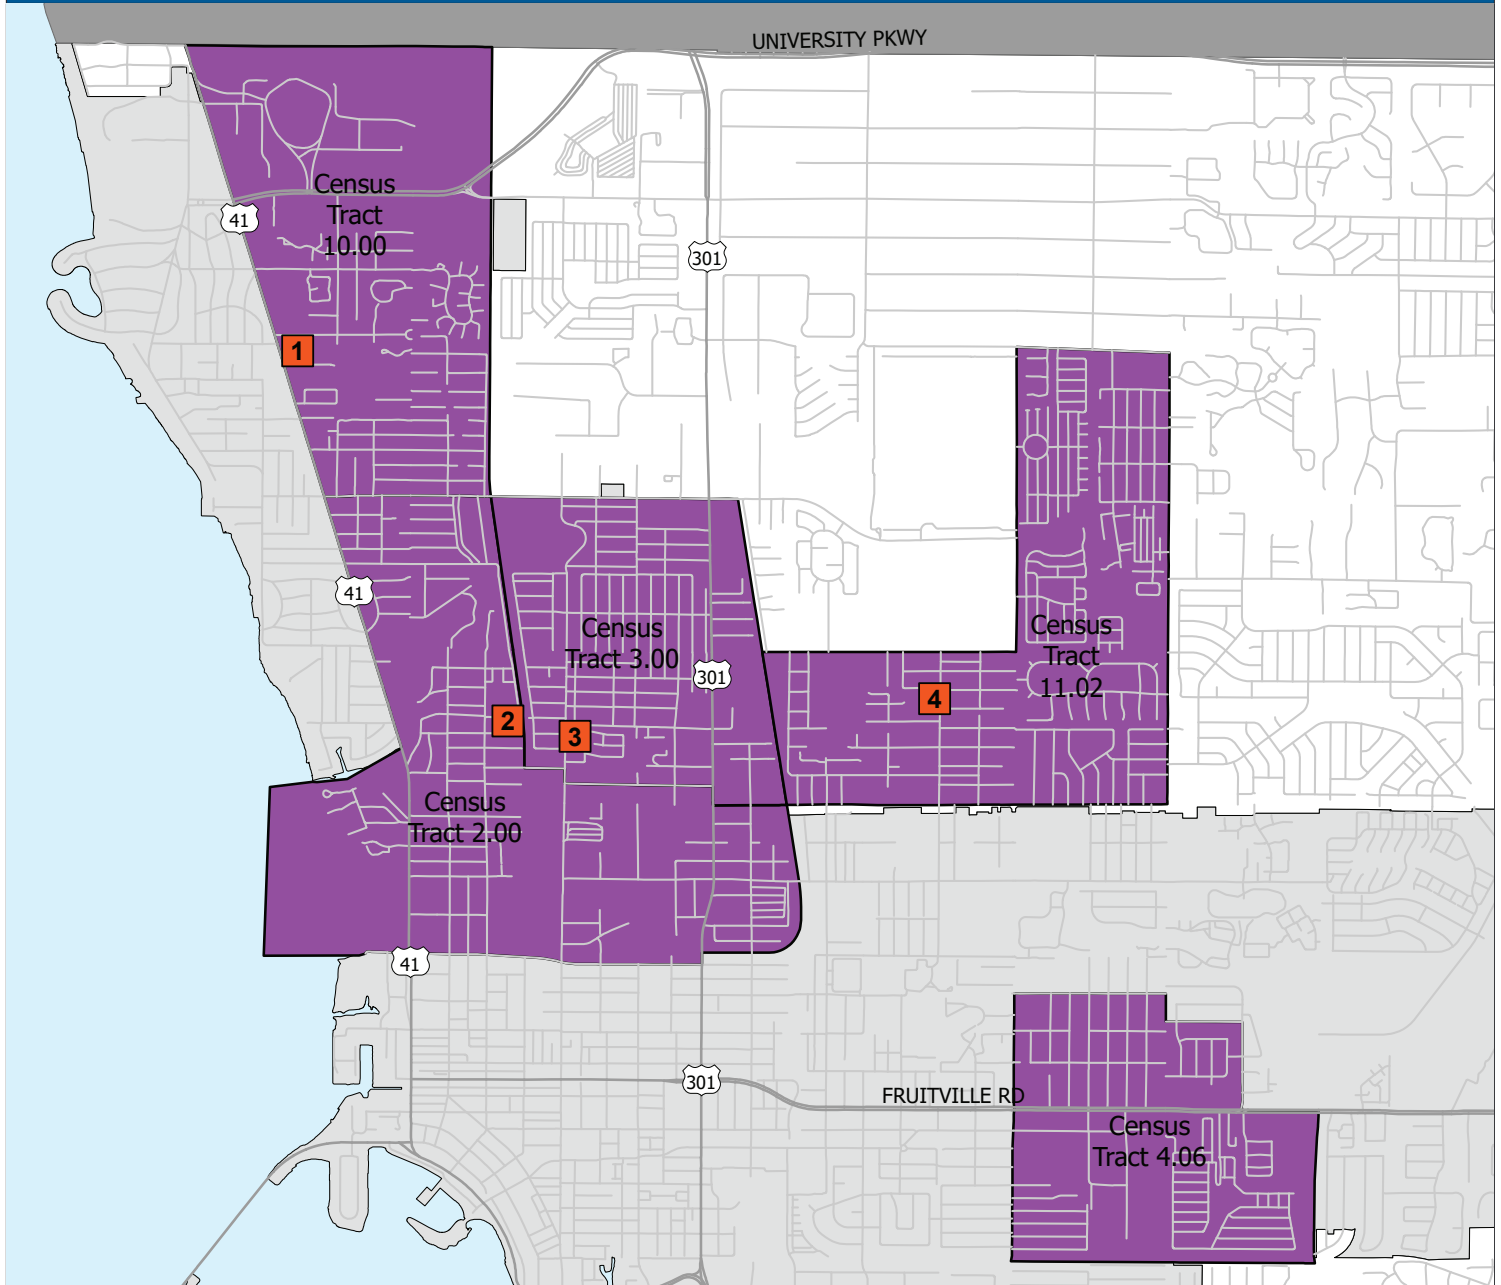 UNIVERSITY PKWY
Census
Tract
10.00
41
301
1
41
Census
Tract 3.00
301
Census
Tract
11.02
4
2
3
Census
Tract 2.00
41
301
FRUITVILLE RD
Census
Tract 4.06